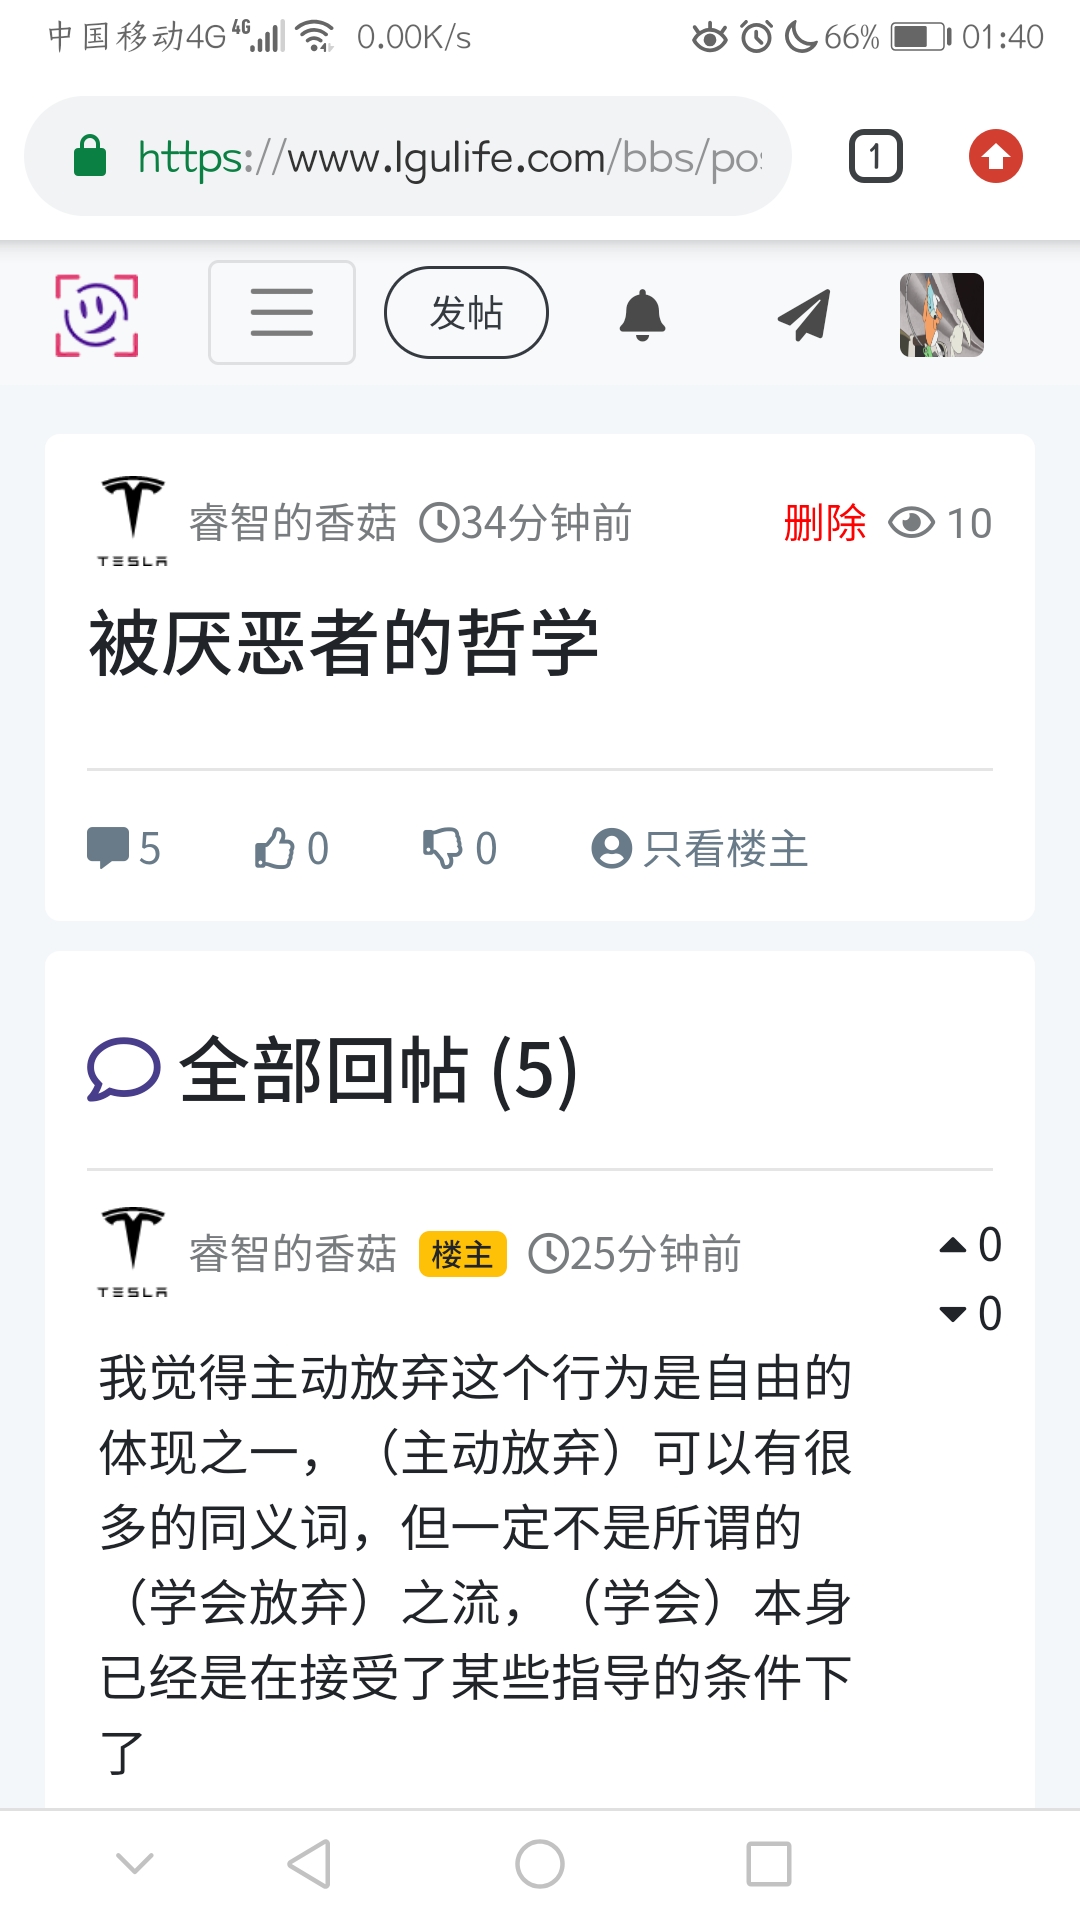 中国移动4G 4G 0.00K/s 66% 01:40
https://www.lgulife.com/bbs/pos
1
发帖
TESLA
睿智的香菇 34分钟前 删除 10
被厌恶者的哲学
5 0 0 只看楼主
全部回帖 (5)
TESLA
睿智的香菇 楼主 25分钟前 0
0
我觉得主动放弃这个行为是自由的
体现之一，（主动放弃）可以有很
多的同义词，但一定不是所谓的
（学会放弃）之流，（学会）本身
已经是在接受了某些指导的条件下
了